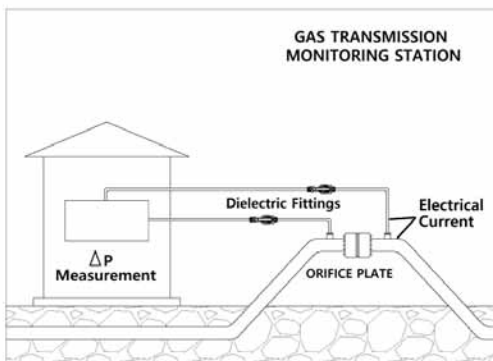 GAS TRANSMISSION
MONITORING STATION
Dielectric Fittings
Electrical
Current
ΔP
Measurement
ORIFICE PLATE